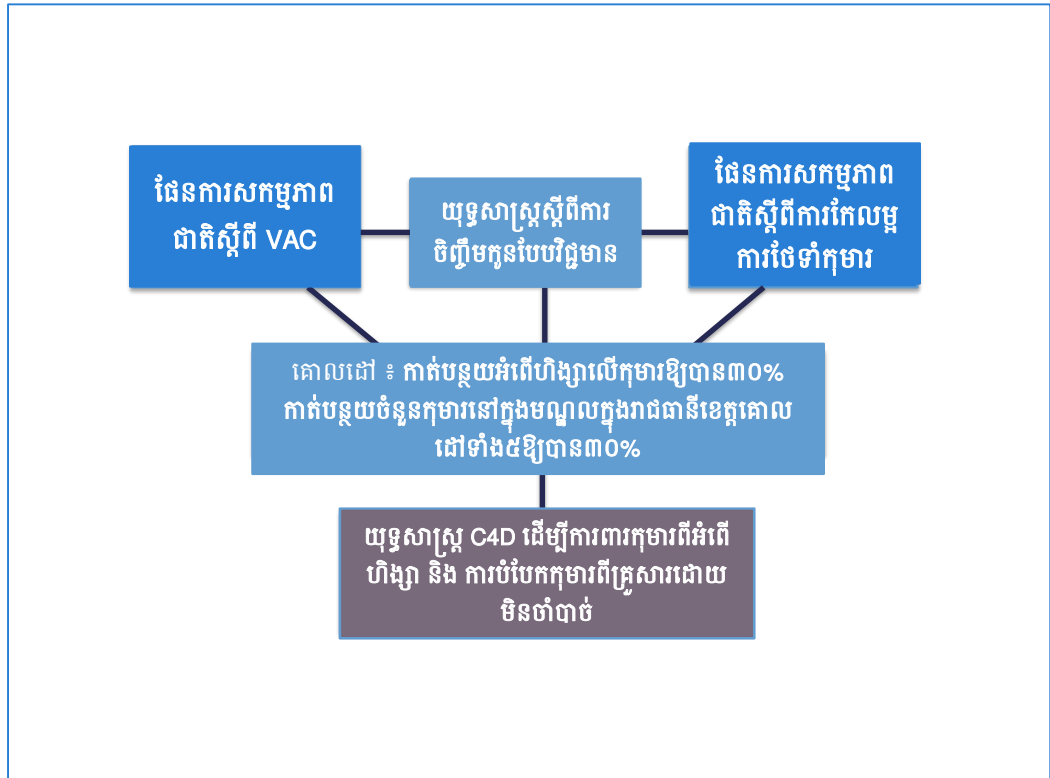 ផែនការសកម្មភាព
ជាតិស្តីពី VAC
យុទ្ធសាស្ត្រស្តីពីការ
ចិញ្ចឹមកូនបែបវិជ្ជមាន
ផែនការសកម្មភាព
ជាតិស្តីពីការកែលម្អ
ការថែទាំកុមារ
គោលដៅ ៖ កាត់បន្ថយអំពើហិង្សាលើកុមារឱ្យបាន៣០%
កាត់បន្ថយចំនួនកុមារនៅក្នុងមណ្ឌលក្នុងរាជធានីខេត្តគោល
ដៅទាំង៥ឱ្យបាន៣០%
យុទ្ធសាស្ត្រ C4D ដើម្បីការពារកុមារពីអំពើ
ហិង្សា និង ការបំបែកកុមារពីគ្រួសារដោយ
មិនចាំបាច់